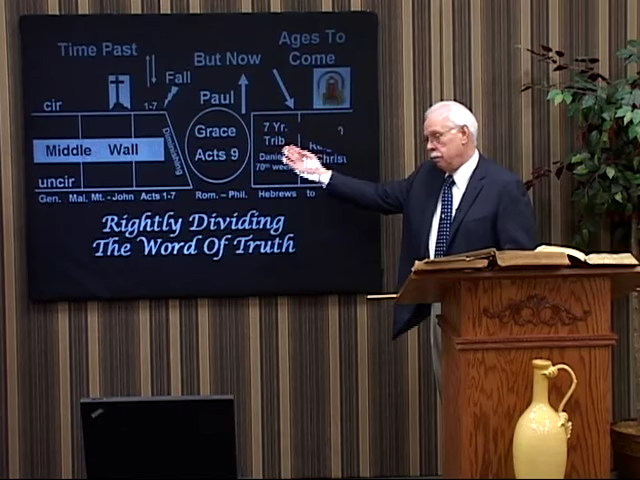 Time Past
But Now
Ages To
Come
Fall
cir
1-7
Paul
Grace
Acts 9
7 Yr.
Trib
70th
Middle Wall
Diminishing
uncir
Gen. Mal. Mt. - John Acts 1-7
Rom. – Phil.
Hebrews to
Rightly Dividing
The Word Of Truth